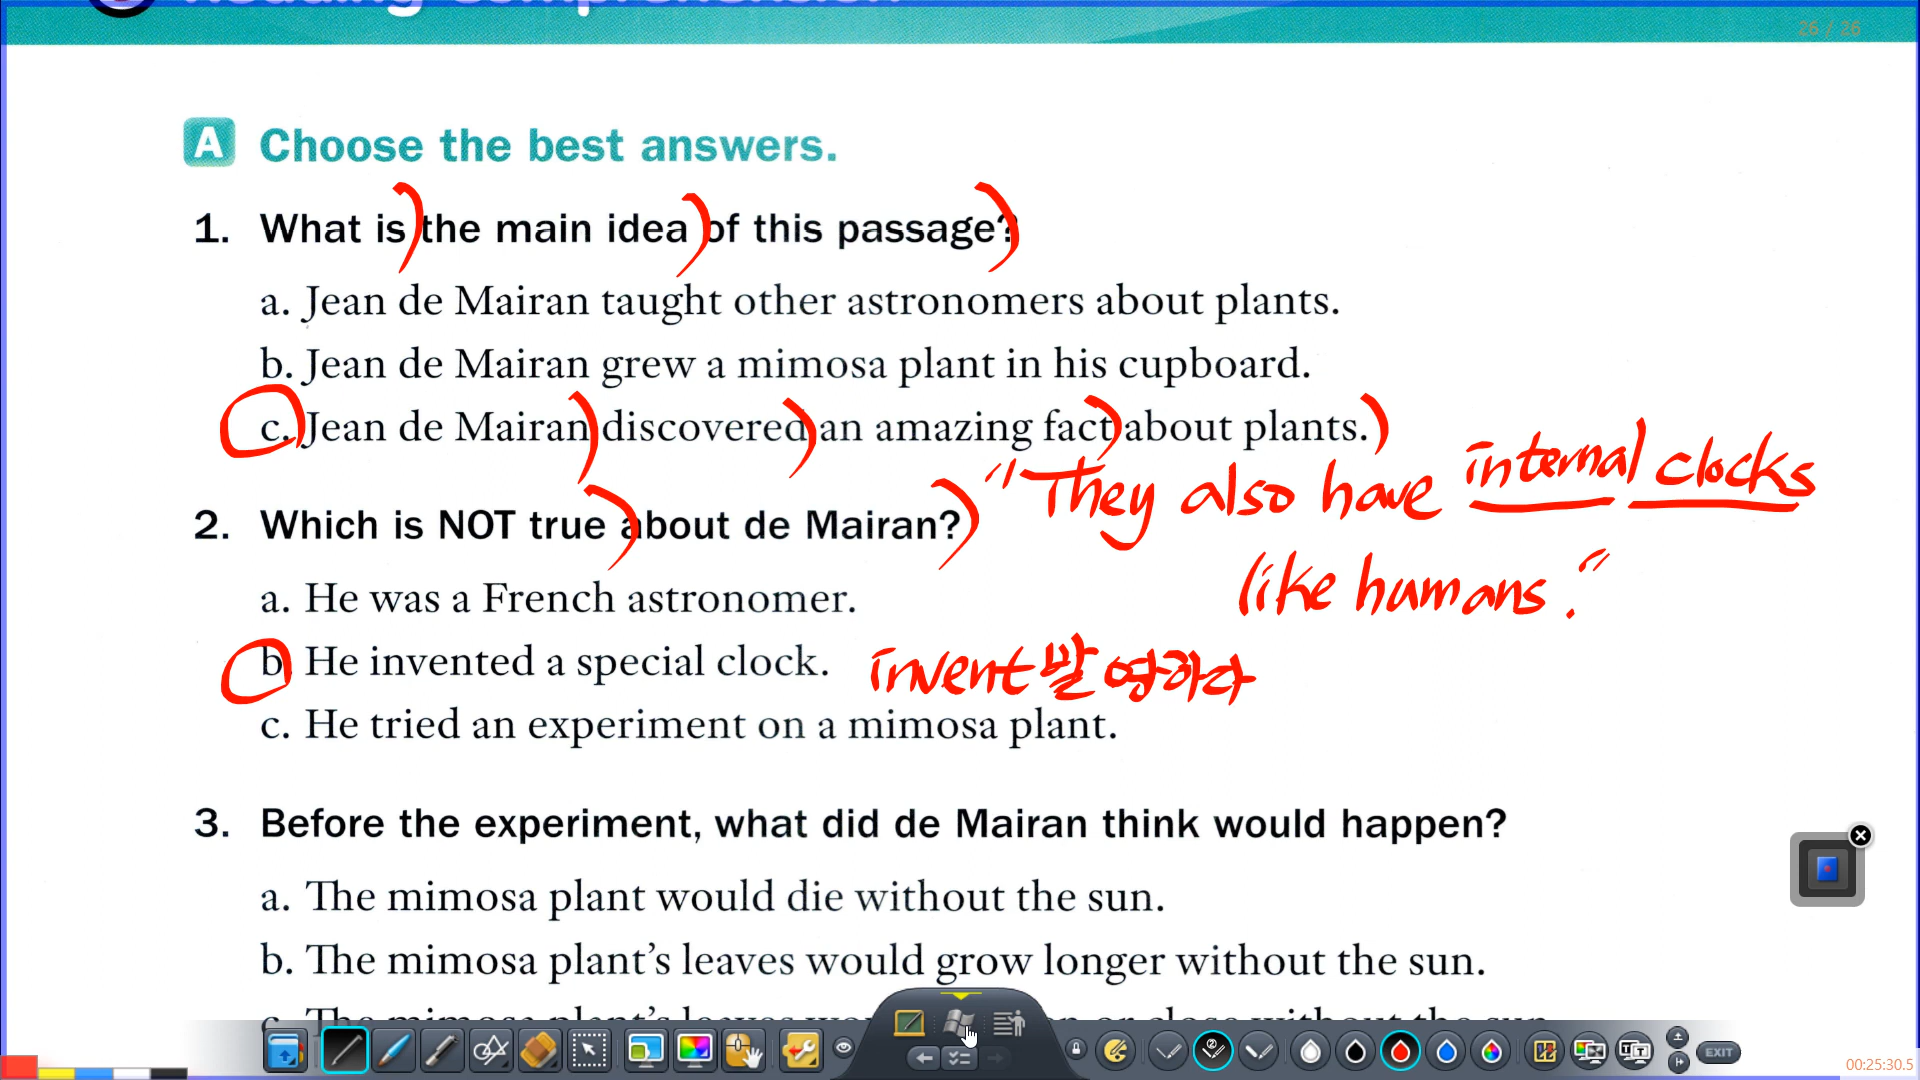 26 / 26
A Choose the best answers.
1. What is the main idea of this passage?
a. Jean de Mairan taught other astronomers about plants.
b. Jean de Mairan grew a mimosa plant in his cupboard.
c. Jean de Mairan discovered an amazing fact about plants.
"They also have internal clocks
like humans."
2. Which is NOT true about de Mairan?
a. He was a French astronomer.
b. He invented a special clock.
invent 발명하다
c. He tried an experiment on a mimosa plant.
3. Before the experiment, what did de Mairan think would happen?
a. The mimosa plant would die without the sun.
b. The mimosa plant's leaves would grow longer without the sun.
EXIT
00:25:30.5